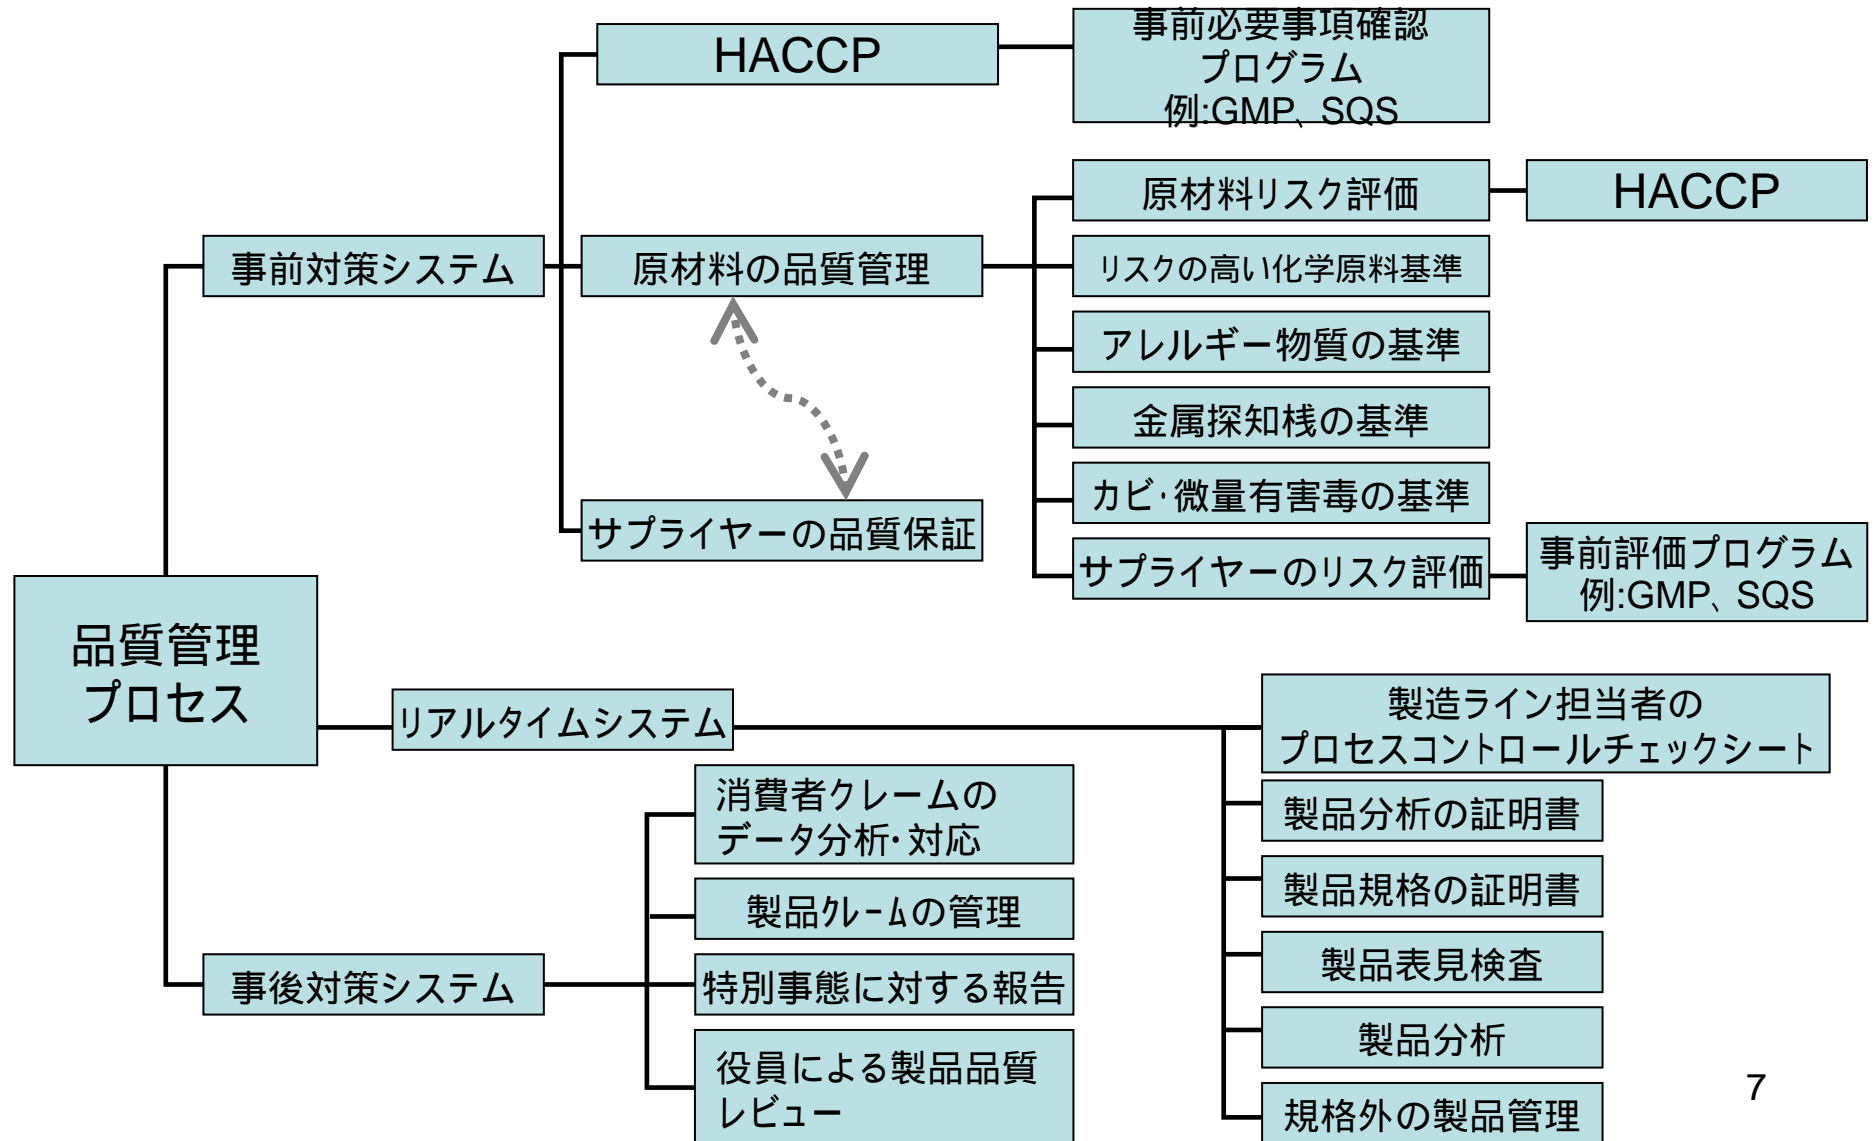 HACCP
事前必要事項確認
プログラム
例:GMP、SQS
原材料リスク評価
HACCP
事前対策システム
原材料の品質管理
リスクの高い化学原料基準
アレルギー物質の基準
金属探知桟の基準
カビ・微量有害毒の基準
サプライヤーの品質保証
サプライヤーのリスク評価
事前評価プログラム
例:GMP、SQS
品質管理
プロセス
リアルタイムシステム
製造ライン担当者の
プロセスコントロールチェックシート
消費者クレームの
データ分析・対応
製品分析の証明書
製品クレームの管理
製品規格の証明書
事後対策システム
特別事態に対する報告
製品表見検査
役員による製品品質
レビュー
製品分析
規格外の製品管理
7